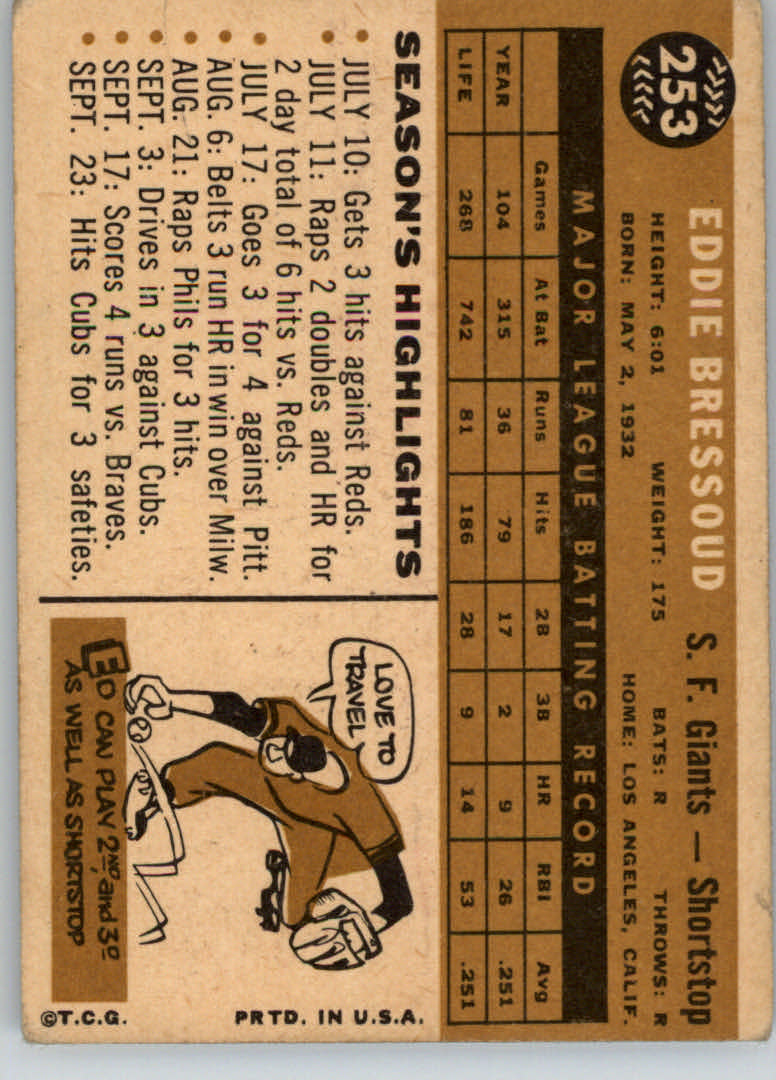 253
EDDIE BRESSOUD S. F. Giants — Shortstop
HEIGHT: 6:01 WEIGHT: 175 BATS: R THROWS: R
BORN: MAY 2, 1932 HOME: LOS ANGELES, CALIF.
MAJOR LEAGUE BATTING RECORD
Games At Bat Runs Hits 2B 3B HR RBI Avg
YEAR 104 315 36 79 17 2 9 26 .251
LIFE 268 742 81 186 28 9 14 53 .251
SEASON'S HIGHLIGHTS
• JULY 10: Gets 3 hits against Reds.
• JULY 11: Raps 2 doubles and HR for
2 day total of 6 hits vs. Reds.
• JULY 17: Goes 3 for 4 against Pitt.
• AUG. 6: Belts 3 run HR in win over Milw.
• AUG. 21: Raps Phils for 3 hits.
• SEPT. 3: Drives in 3 against Cubs.
• SEPT. 17: Scores 4 runs vs. Braves.
• SEPT. 23: Hits Cubs for 3 safeties.
LOVE TO
TRAVEL
ED CAN PLAY 2ND, and 3D
AS WELL AS SHORTSTOP
©T.C.G. PRTD. IN U.S.A.